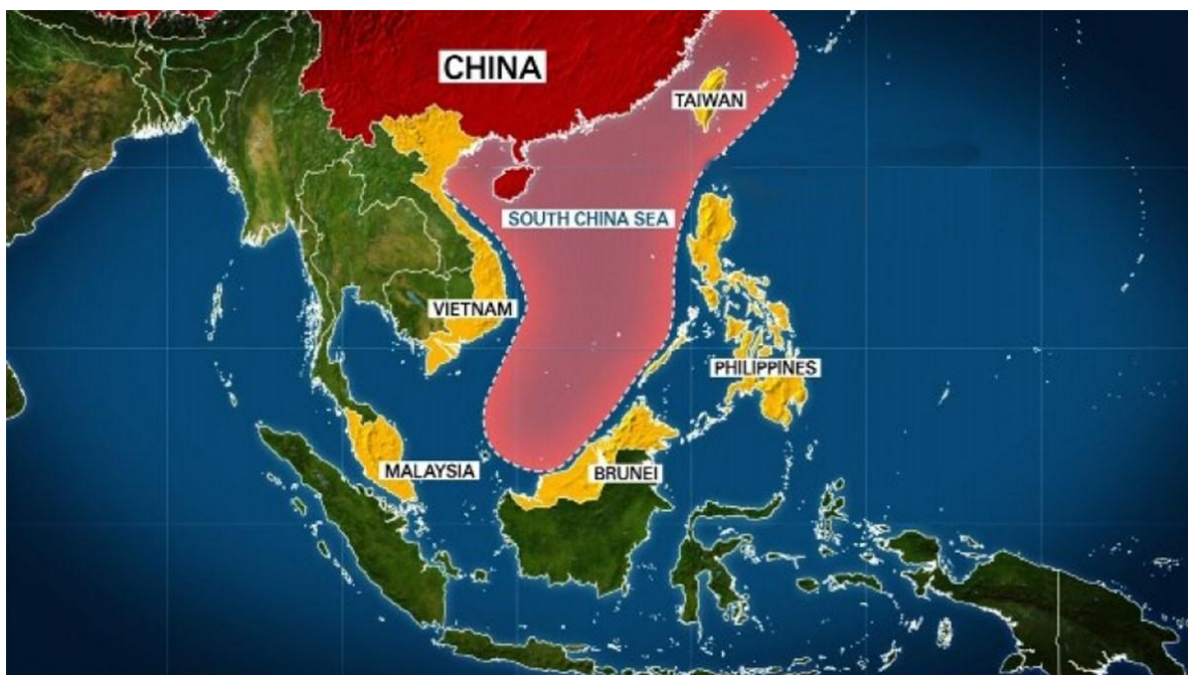 CHINA
TAIWAN
SOUTH CHINA SEA
VIETNAM
PHILIPPINES
MALAYSIA
BRUNEI